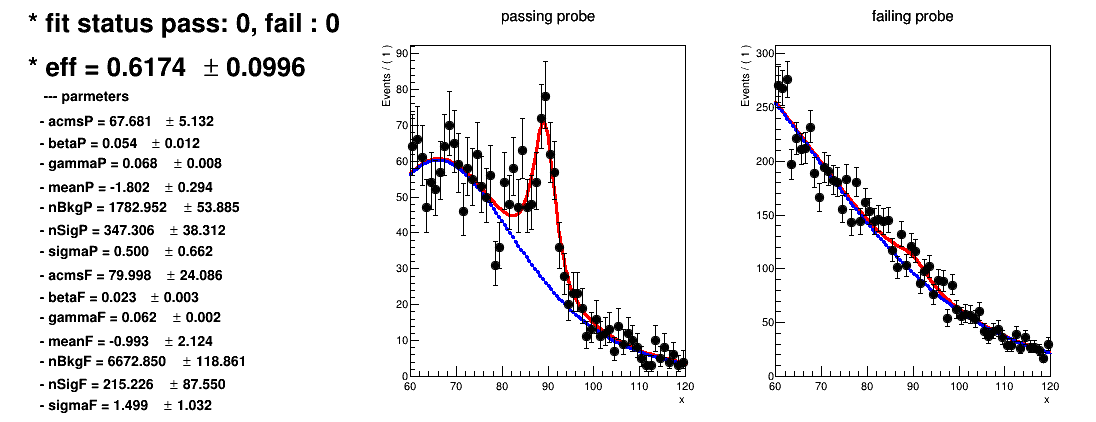 * fit status pass: 0, fail : 0
* eff = 0.6174 ± 0.0996
--- parmeters
- acmsP = 67.681 ± 5.132
- betaP = 0.054 ± 0.012
- gammaP = 0.068 ± 0.008
- meanP = -1.802 ± 0.294
- nBkgP = 1782.952 ± 53.885
- nSigP = 347.306 ± 38.312
- sigmaP = 0.500 ± 0.662
- acmsF = 79.998 ± 24.086
- betaF = 0.023 ± 0.003
- gammaF = 0.062 ± 0.002
- meanF = -0.993 ± 2.124
- nBkgF = 6672.850 ± 118.861
- nSigF = 215.226 ± 87.550
- sigmaF = 1.499 ± 1.032
passing probe
Events / ( 1 )
90
80
70
60
50
40
30
20
10
0
60 70 80 90 100 110 120
x
failing probe
Events / ( 1 )
300
250
200
150
100
50
0
60 70 80 90 100 110 120
x